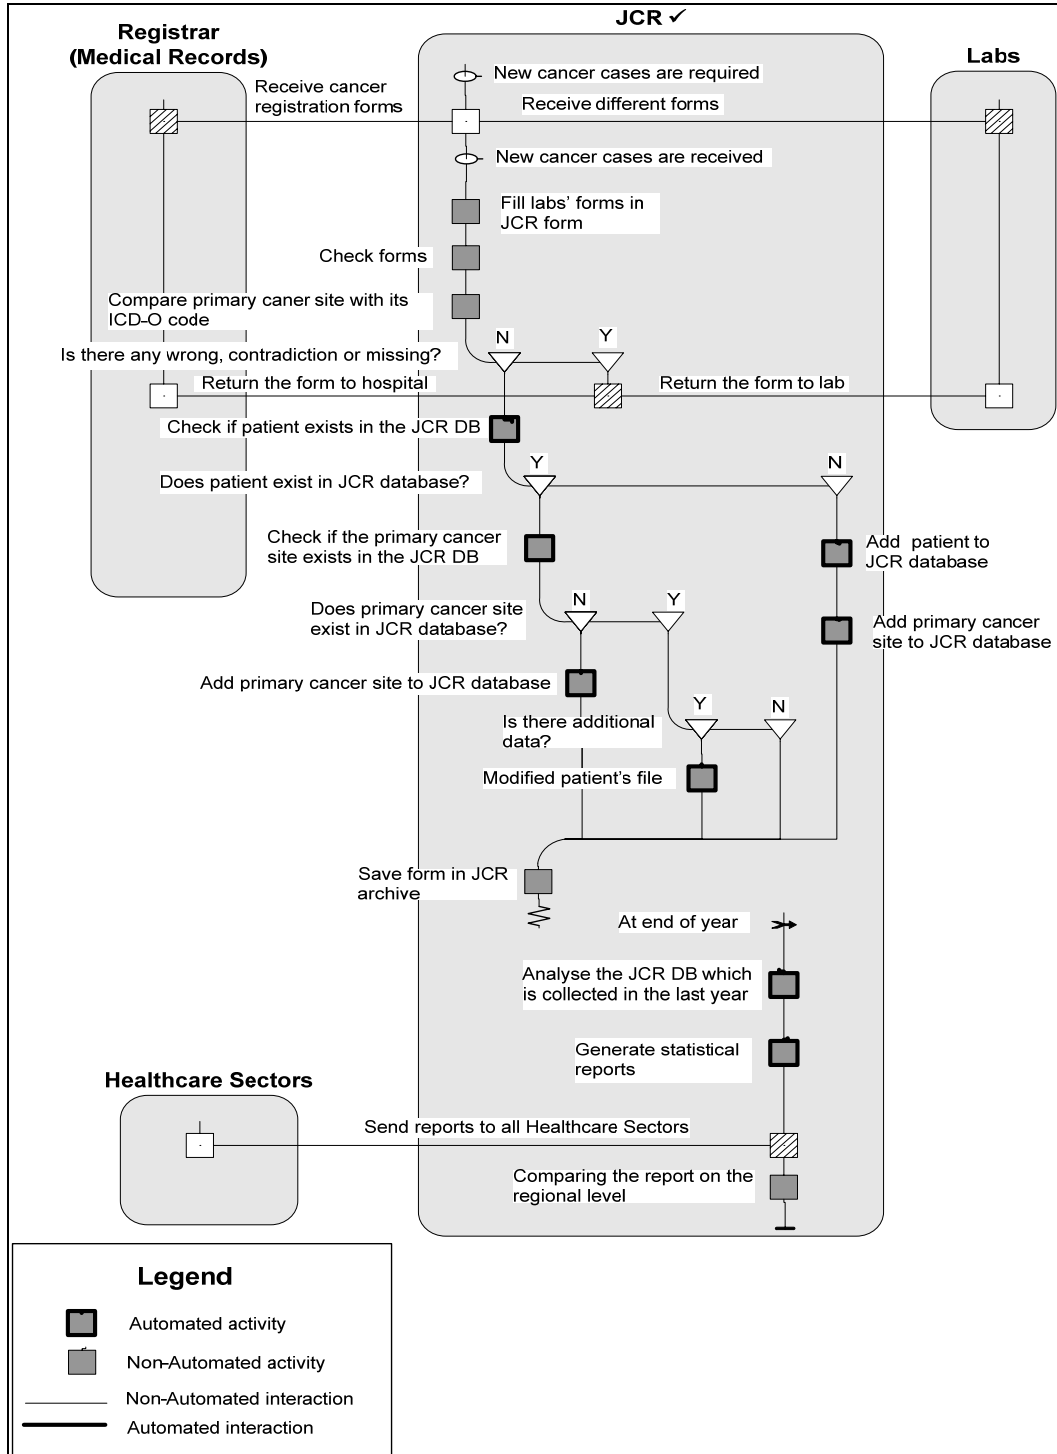 JCR ✓
Registrar
(Medical Records)
Labs
New cancer cases are required
Receive cancer
registration forms
Receive different forms
New cancer cases are received
Fill labs' forms in
JCR form
Check forms
Compare primary caner site with its
ICD-O code
N
Y
Is there any wrong, contradiction or missing?
Return the form to hospital
Return the form to lab
Check if patient exists in the JCR DB
Y
N
Does patient exist in JCR database?
Check if the primary cancer
site exists in the JCR DB
Add patient to
JCR database
Does primary cancer site
exist in JCR database?
N
Y
Add primary cancer
site to JCR database
Add primary cancer site to JCR database
Y
N
Is there additional
data?
Modified patient's file
Save form in JCR
archive
At end of year
Analyse the JCR DB which
is collected in the last year
Generate statistical
reports
Healthcare Sectors
Send reports to all Healthcare Sectors
Comparing the report on the
regional level
Legend
Automated activity
Non-Automated activity
Non-Automated interaction
Automated interaction